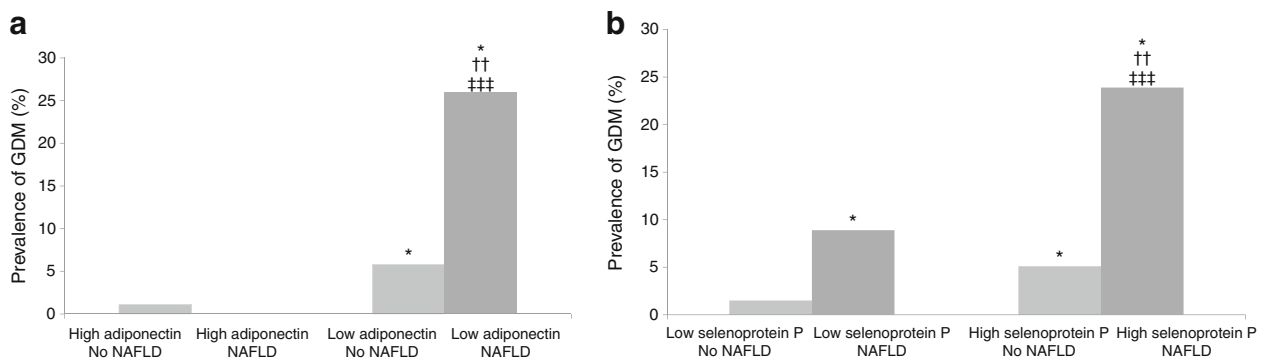 a
Prevalence of GDM (%)
30
25
20
15
10
5
0
*
*
††
‡‡‡
High adiponectin
No NAFLD
High adiponectin
NAFLD
Low adiponectin
No NAFLD
Low adiponectin
NAFLD
b
Prevalence of GDM (%)
30
25
20
15
10
5
0
*
*
*
††
‡‡‡
Low selenoprotein P
No NAFLD
Low selenoprotein P
NAFLD
High selenoprotein P
No NAFLD
High selenoprotein P
NAFLD